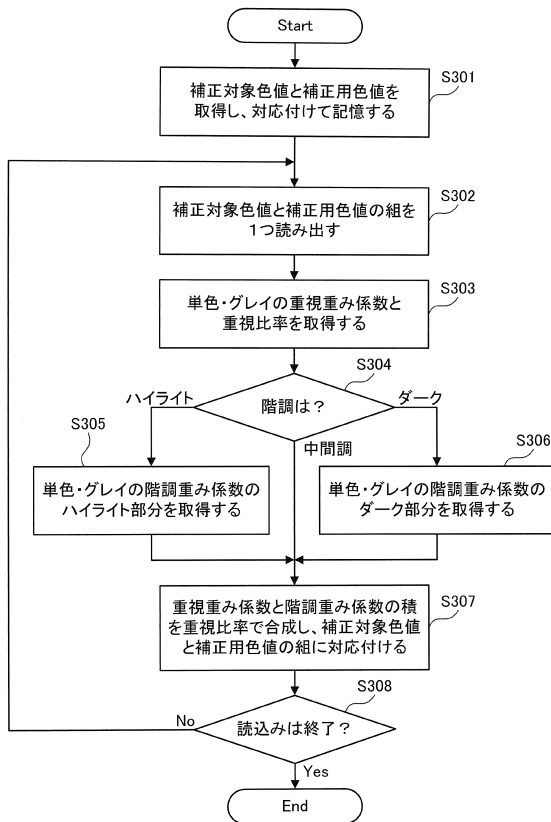 Start
S301
補正対象色値と補正用色値を
取得し、対応付けて記憶する
S302
補正対象色値と補正用色値の組を
1つ読み出す
S303
単色・グレイの重視重み係数と
重視比率を取得する
S304
ハイライト
階調は？
ダーク
中間調
S305
単色・グレイの階調重み係数の
ハイライト部分を取得する
S306
単色・グレイの階調重み係数の
ダーク部分を取得する
S307
重視重み係数と階調重み係数の積
を重視比率で合成し、補正対象色値
と補正用色値の組に対応付ける
S308
No
読込みは終了？
Yes
End